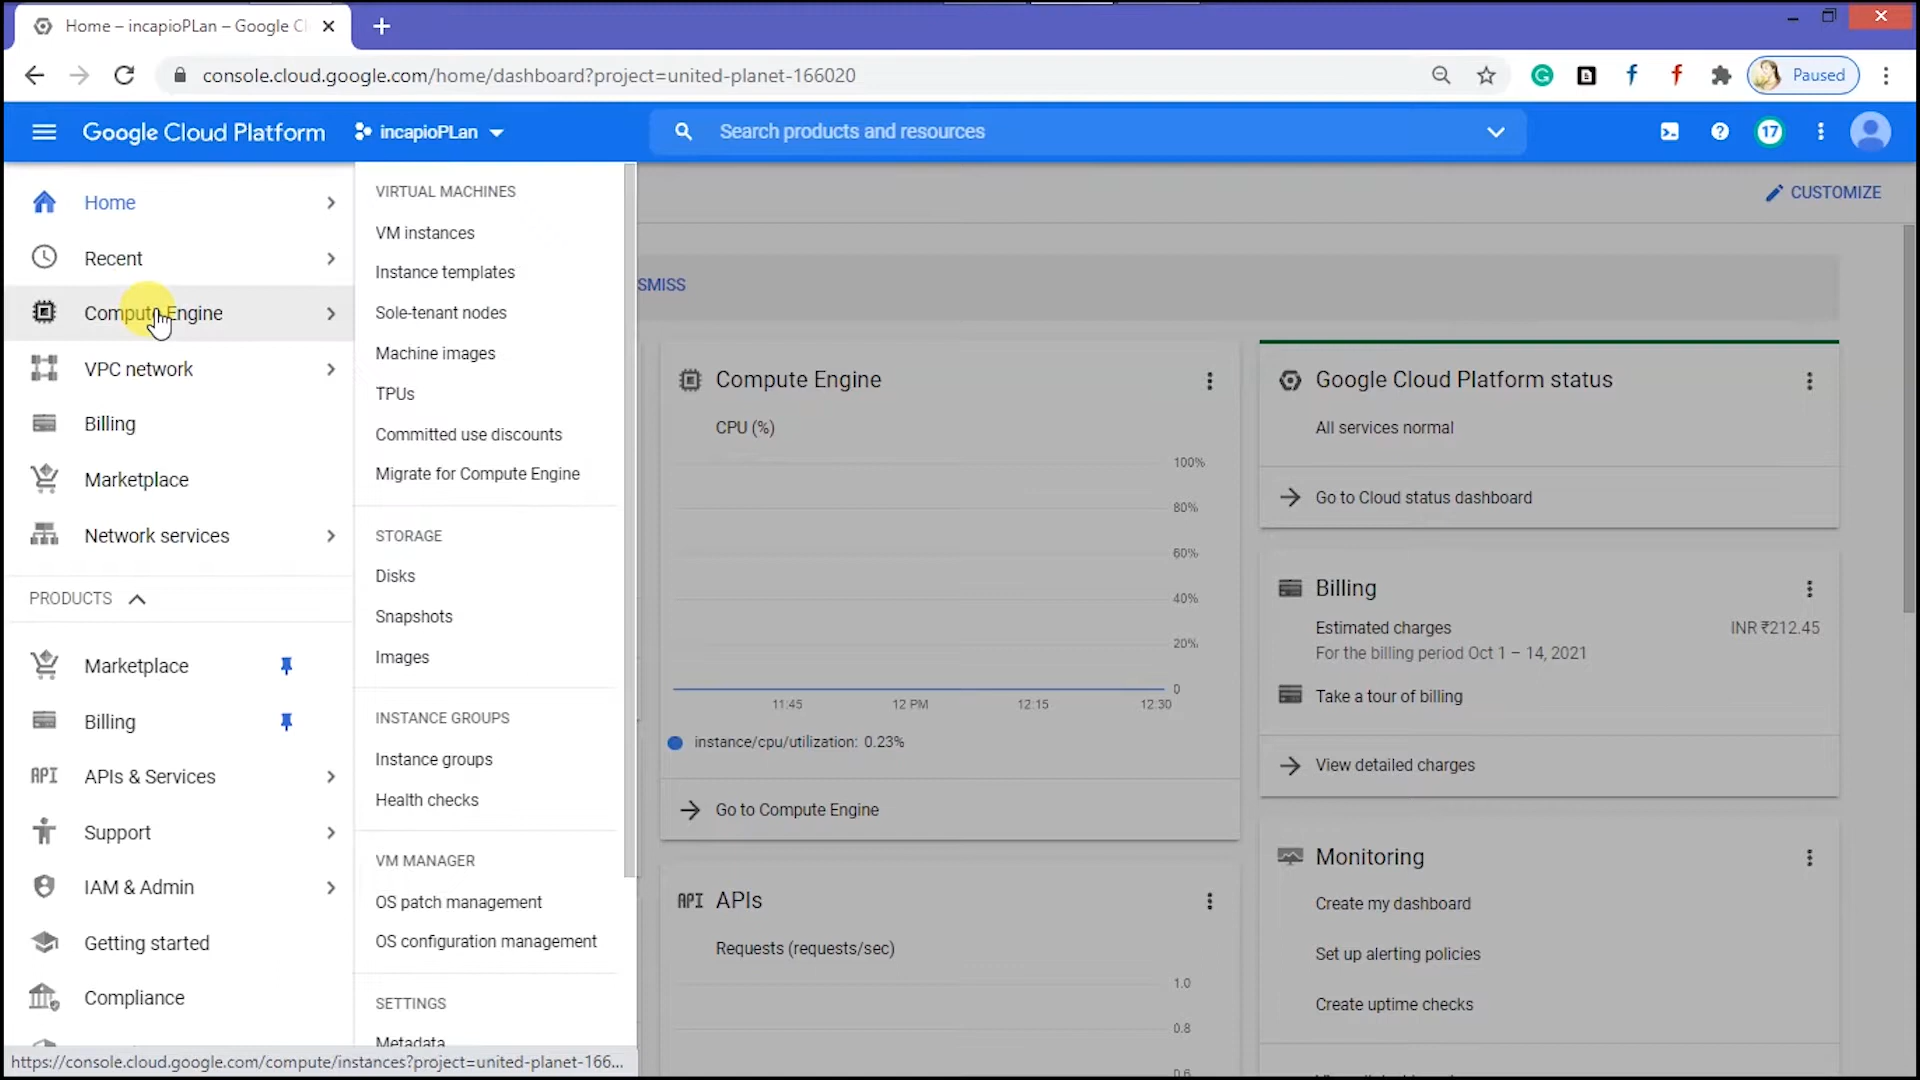 Home – incapioPLan – Google Cl
console.cloud.google.com/home/dashboard?project=united-planet-166020
Paused
Google Cloud Platform
incapioPLan
Search products and resources
17
Home
Recent
Compute Engine
VPC network
Billing
Marketplace
Network services
PRODUCTS
Marketplace
Billing
API APIs & Services
Support
IAM & Admin
Getting started
Compliance
VIRTUAL MACHINES
VM instances
Instance templates
Sole-tenant nodes
Machine images
TPUs
Committed use discounts
Migrate for Compute Engine
STORAGE
Disks
Snapshots
Images
INSTANCE GROUPS
Instance groups
Health checks
VM MANAGER
OS patch management
OS configuration management
SETTINGS
Metadata
https://console.cloud.google.com/compute/instances?project=united-planet-166...
CUSTOMIZE
SMISS
Compute Engine
CPU (%)
100%
80%
60%
40%
20%
0
11:45 12 PM 12:15 12:30
instance/cpu/utilization: 0.23%
Go to Compute Engine
API APIs
Requests (requests/sec)
1.0
0.8
0.6
Google Cloud Platform status
All services normal
Go to Cloud status dashboard
Billing
Estimated charges INR ₹212.45
For the billing period Oct 1 – 14, 2021
Take a tour of billing
View detailed charges
Monitoring
Create my dashboard
Set up alerting policies
Create uptime checks